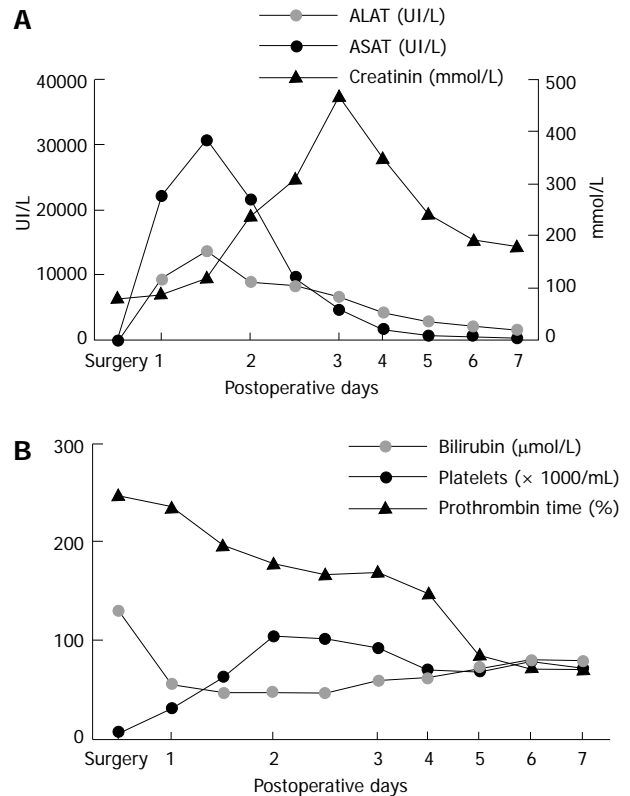 A
ALAT (UI/L)
ASAT (UI/L)
Creatinin (mmol/L)
40000
30000
20000
10000
0
UI/L
500
400
300
200
100
0
mmol/L
Surgery 1 2 3 4 5 6 7
Postoperative days
B
Bilirubin (μmol/L)
Platelets (× 1000/mL)
Prothrombin time (%)
300
200
100
0
Surgery 1 2 3 4 5 6 7
Postoperative days